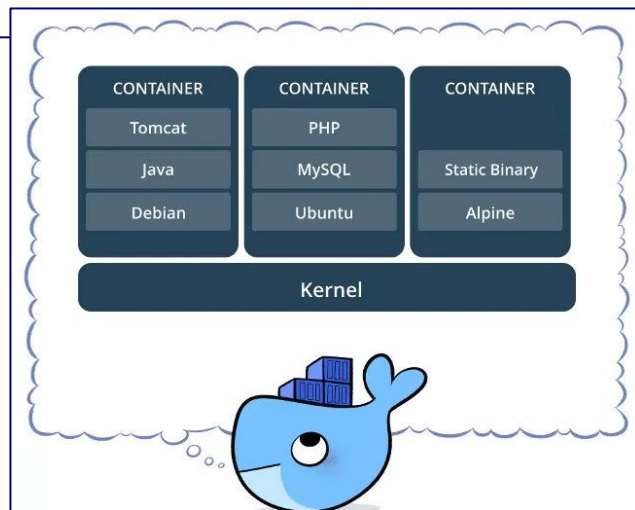 CONTAINER
Tomcat
Java
Debian
CONTAINER
PHP
MySQL
Ubuntu
CONTAINER
Static Binary
Alpine
Kernel